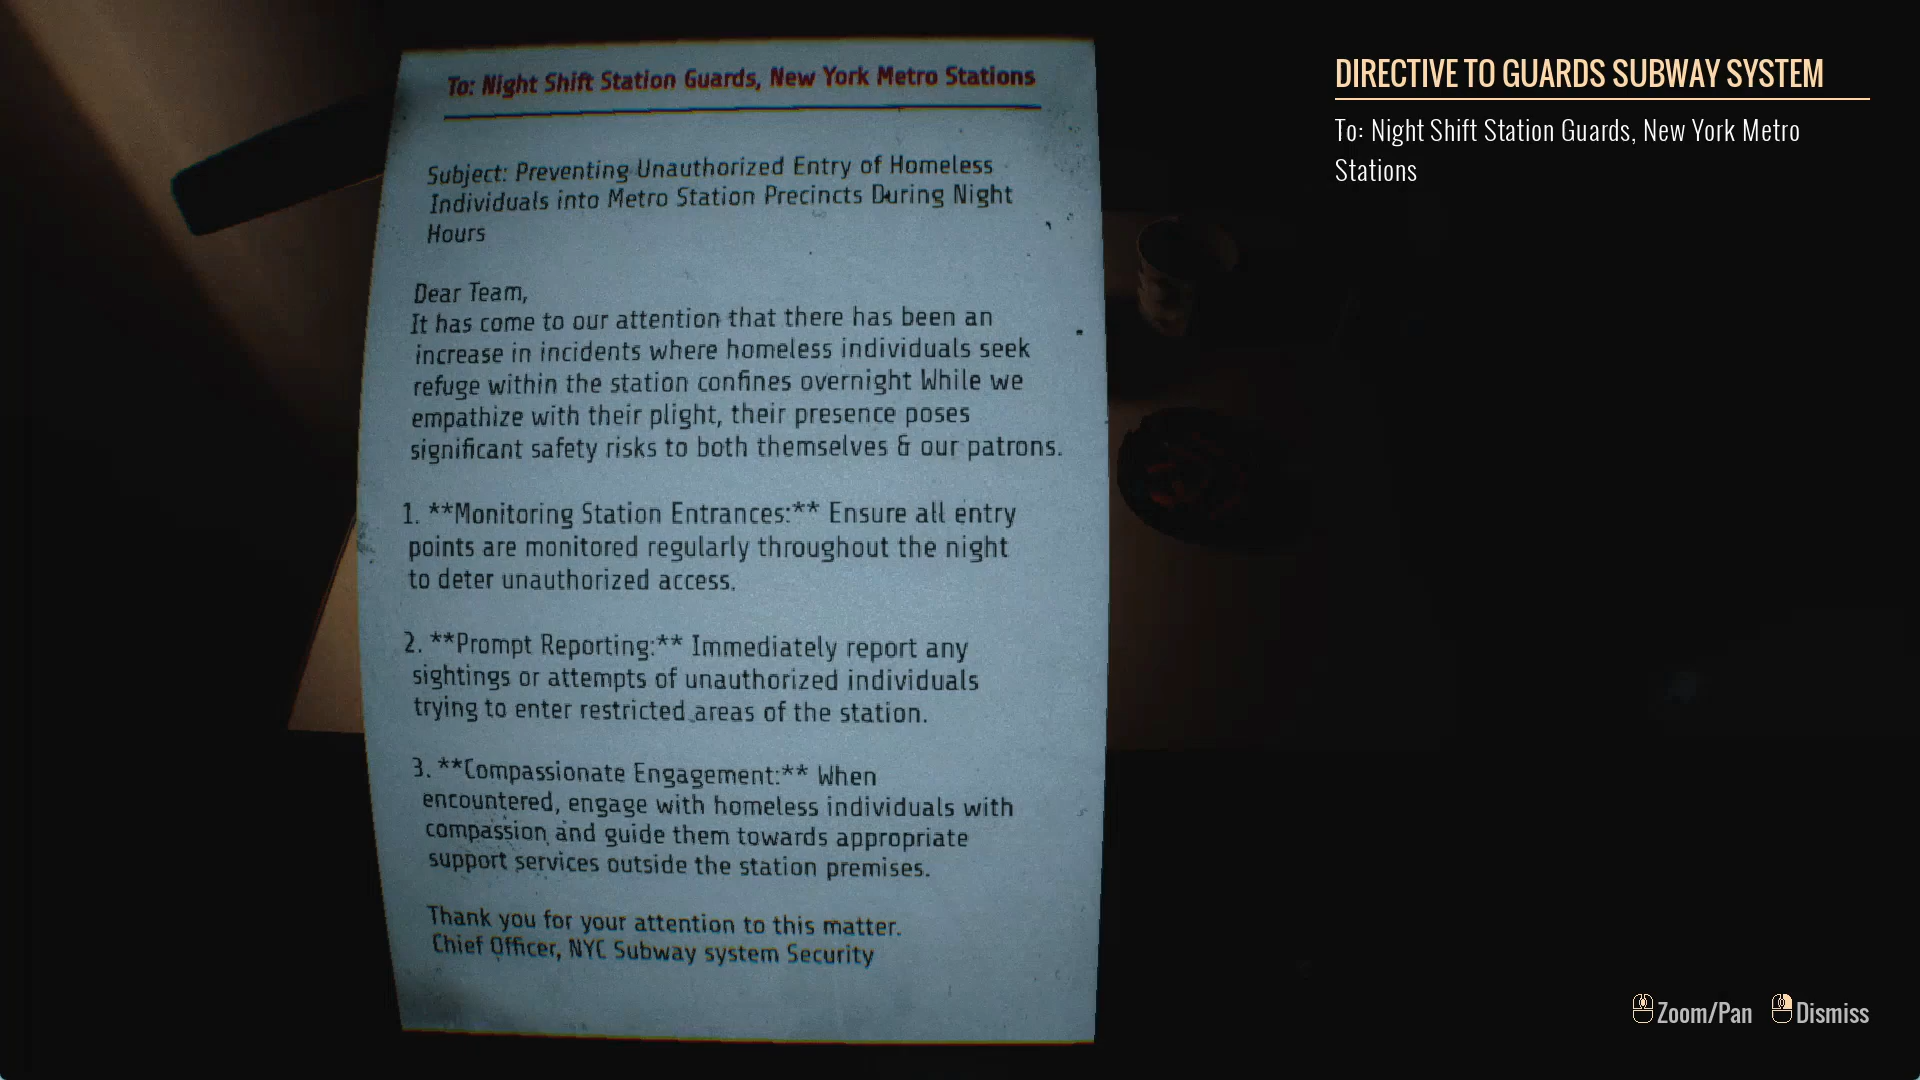 To: Night Shift Station Guards, New York Metro Stations
Subject: Preventing Unauthorized Entry of Homeless
Individuals into Metro Station Precincts During Night
Hours
Dear Team,
It has come to our attention that there has been an
increase in incidents where homeless individuals seek
refuge within the station confines overnight While we
empathize with their plight, their presence poses
significant safety risks to both themselves & our patrons.
1. **Monitoring Station Entrances:** Ensure all entry
points are monitored regularly throughout the night
to deter unauthorized access.
2. **Prompt Reporting:** Immediately report any
sightings or attempts of unauthorized individuals
trying to enter restricted areas of the station.
3. **Compassionate Engagement:** When
encountered, engage with homeless individuals with
compassion and guide them towards appropriate
support services outside the station premises.
Thank you for your attention to this matter.
Chief Officer, NYC Subway system Security
DIRECTIVE TO GUARDS SUBWAY SYSTEM
To: Night Shift Station Guards, New York Metro
Stations
Zoom/Pan Dismiss